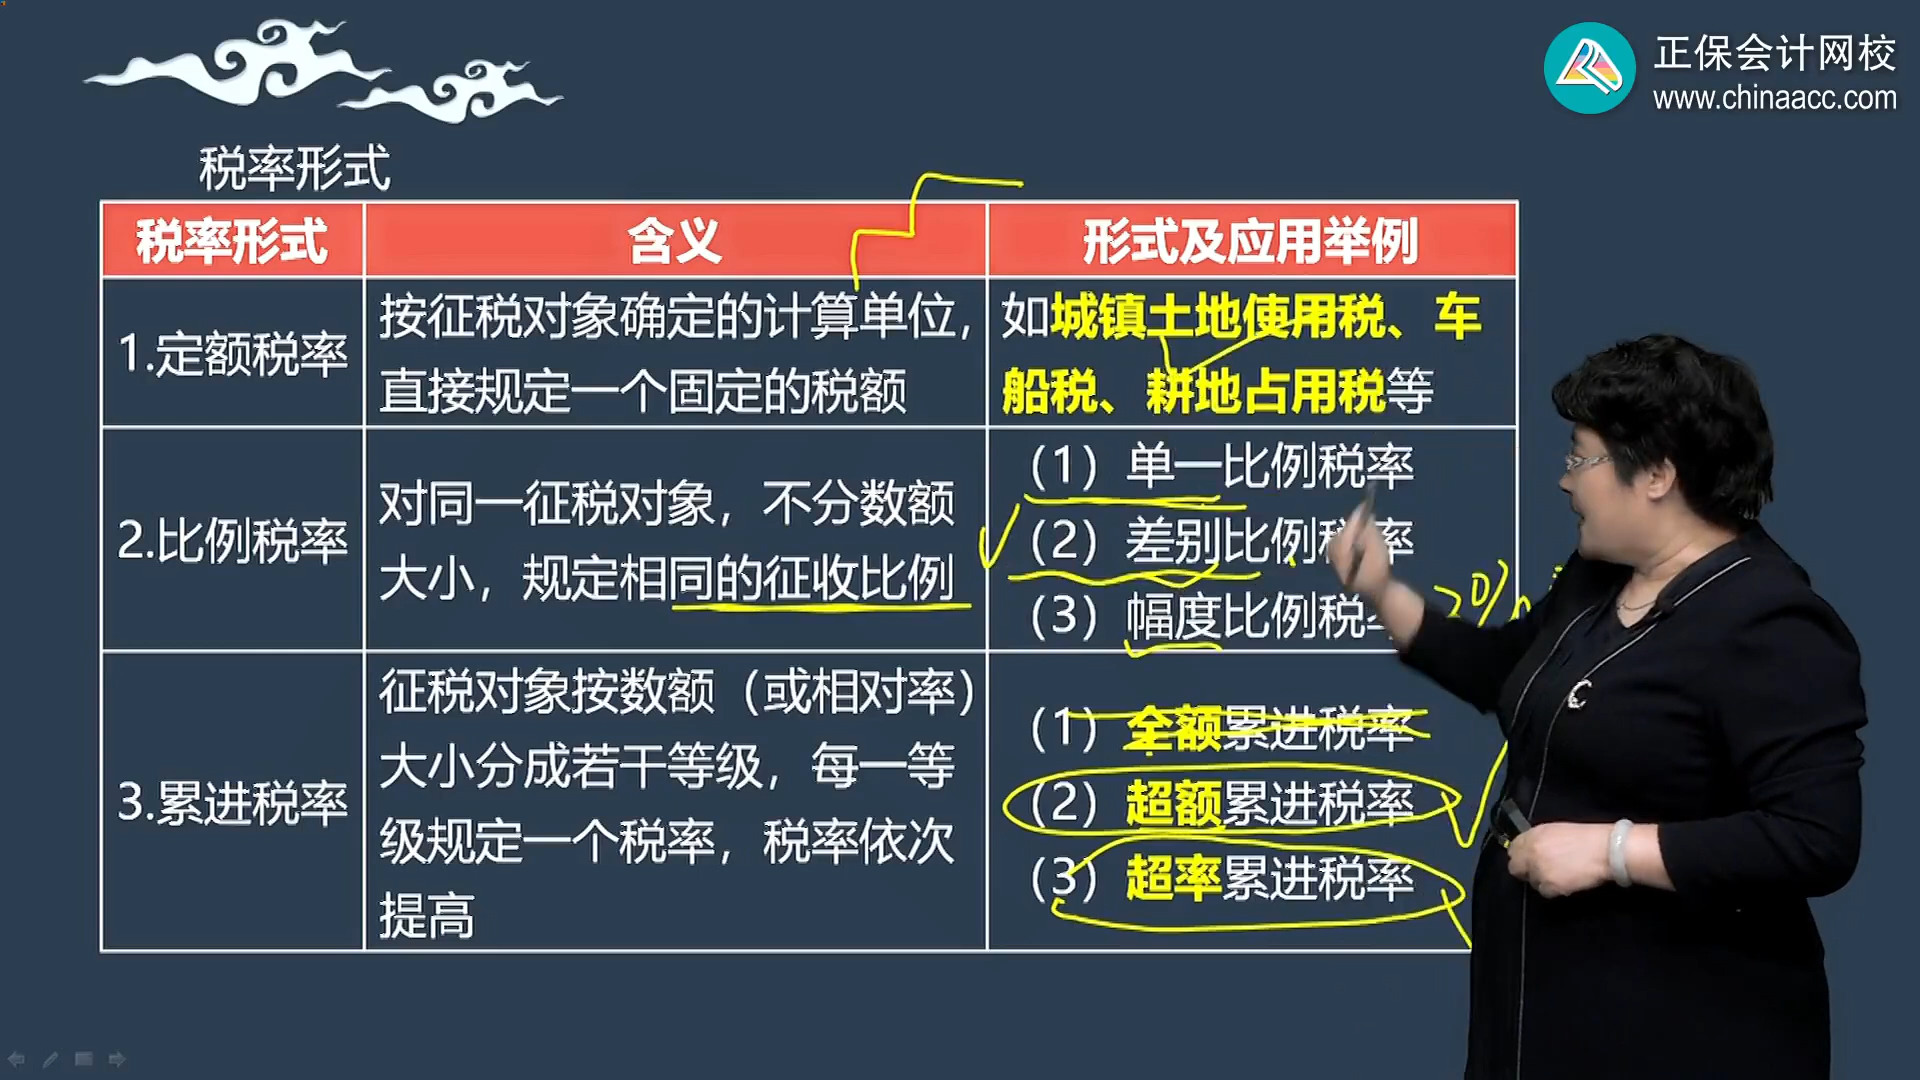 正保会计网校
www.chinaacc.com
税率形式
税率形式
含义
形式及应用举例
1.定额税率
按征税对象确定的计算单位，
直接规定一个固定的税额
如城镇土地使用税、车
船税、耕地占用税等
2.比例税率
对同一征税对象，不分数额
大小，规定相同的征收比例
（1）单一比例税率
（2）差别比例税率
（3）幅度比例税
3.累进税率
征税对象按数额（或相对率）
大小分成若干等级，每一等
级规定一个税率，税率依次
提高
（1）全额累进税率
（2）超额累进税率
（3）超率累进税率